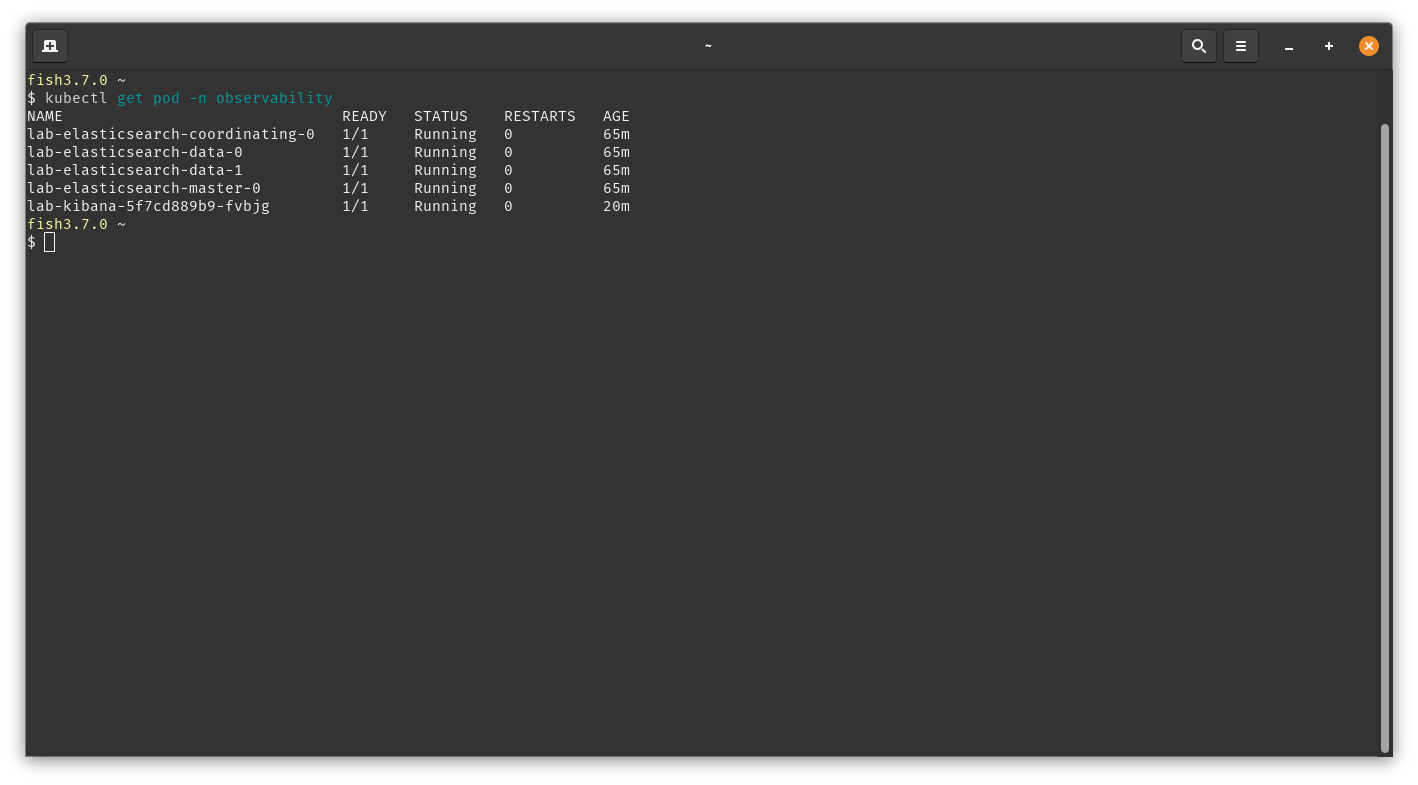 ~
fish3.7.0 ~
$ kubectl get pod -n observability
NAME                               READY   STATUS    RESTARTS   AGE
lab-elasticsearch-coordinating-0   1/1     Running   0          65m
lab-elasticsearch-data-0           1/1     Running   0          65m
lab-elasticsearch-data-1           1/1     Running   0          65m
lab-elasticsearch-master-0         1/1     Running   0          65m
lab-kibana-5f7cd889b9-fvbjg        1/1     Running   0          20m
fish3.7.0 ~
$